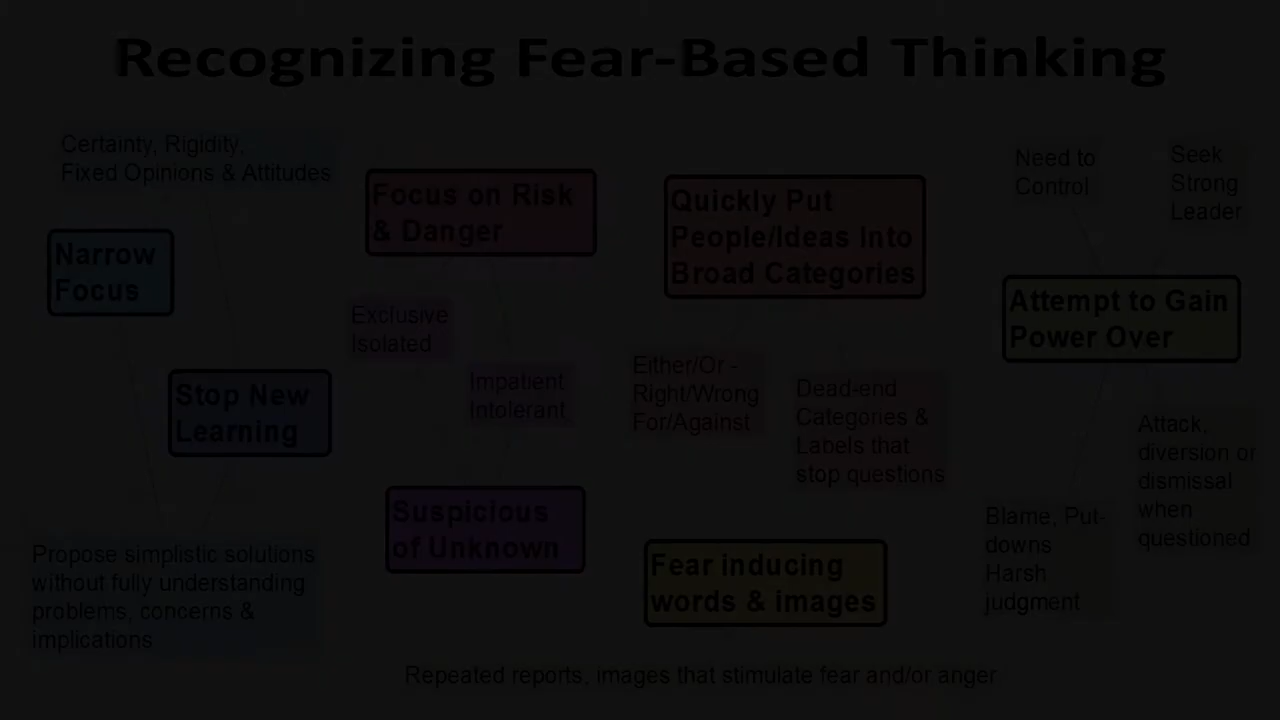 Recognizing Fear-Based Thinking
Certainty, Rigidity,
Fixed Opinions & Attitudes
Narrow
Focus
Stop New
Learning
Propose simplistic solutions
without fully understanding
problems, concerns &
implications
Focus on Risk
& Danger
Exclusive
Isolated
Impatient
Intolerant
Suspicious
of Unknown
Quickly Put
People/Ideas Into
Broad Categories
Either/Or -
Right/Wrong
For/Against
Dead-end
Categories &
Labels that
stop questions
Fear inducing
words & images
Repeated reports, images that stimulate fear and/or anger
Need to
Control
Seek
Strong
Leader
Attempt to Gain
Power Over
Blame, Put-
downs
Harsh
judgment
Attack,
diversion or
dismissal
when
questioned